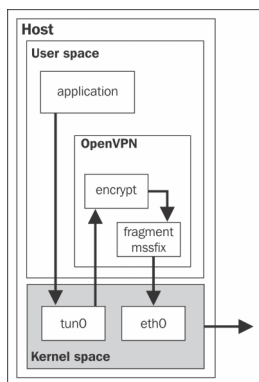 Host
User space
application
OpenVPN
encrypt
fragment
mssfix
tun0
eth0
Kernel space